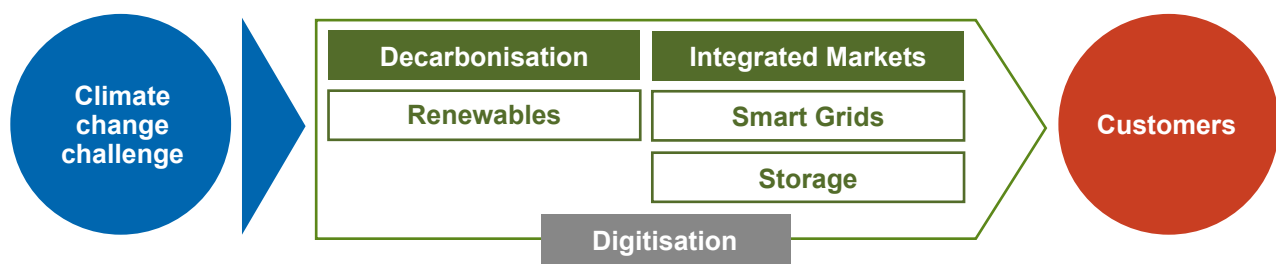 Climate
change
challenge
Decarbonisation
Renewables
Integrated Markets
Smart Grids
Storage
Digitisation
Customers